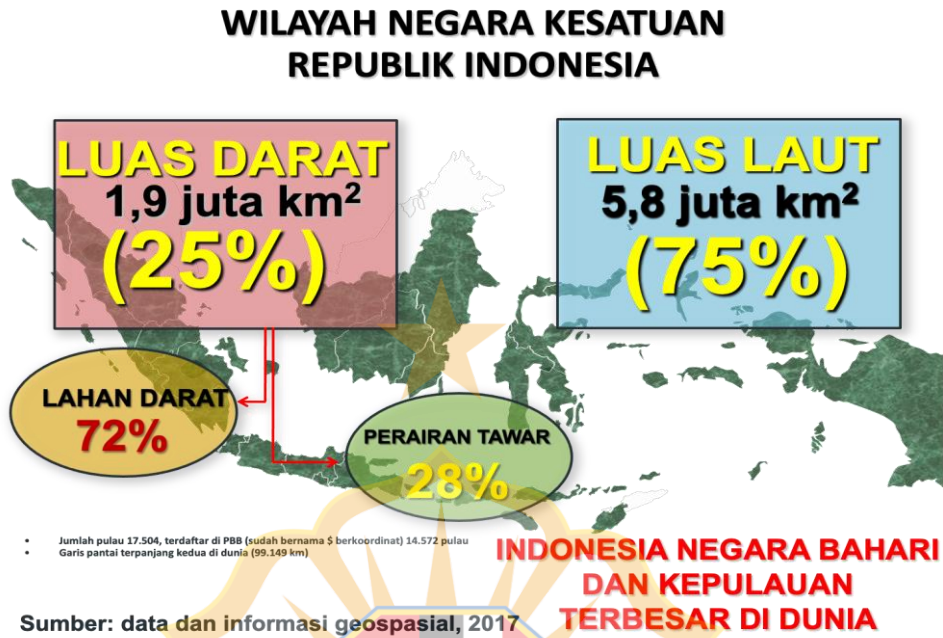 WILAYAH NEGARA KESATUAN
REPUBLIK INDONESIA
LUAS DARAT
1,9 juta km²
(25%)
LUAS LAUT
5,8 juta km²
(75%)
LAHAN DARAT
72%
PERAIRAN TAWAR
28%
• Jumlah pulau 17.504, terdaftar di PBB (sudah bernama $ berkoordinat) 14.572 pulau
• Garis pantai terpanjang kedua di dunia (99.149 km)
INDONESIA NEGARA BAHARI
DAN KEPULAUAN
TERBESAR DI DUNIA
Sumber: data dan informasi geospasial, 2017